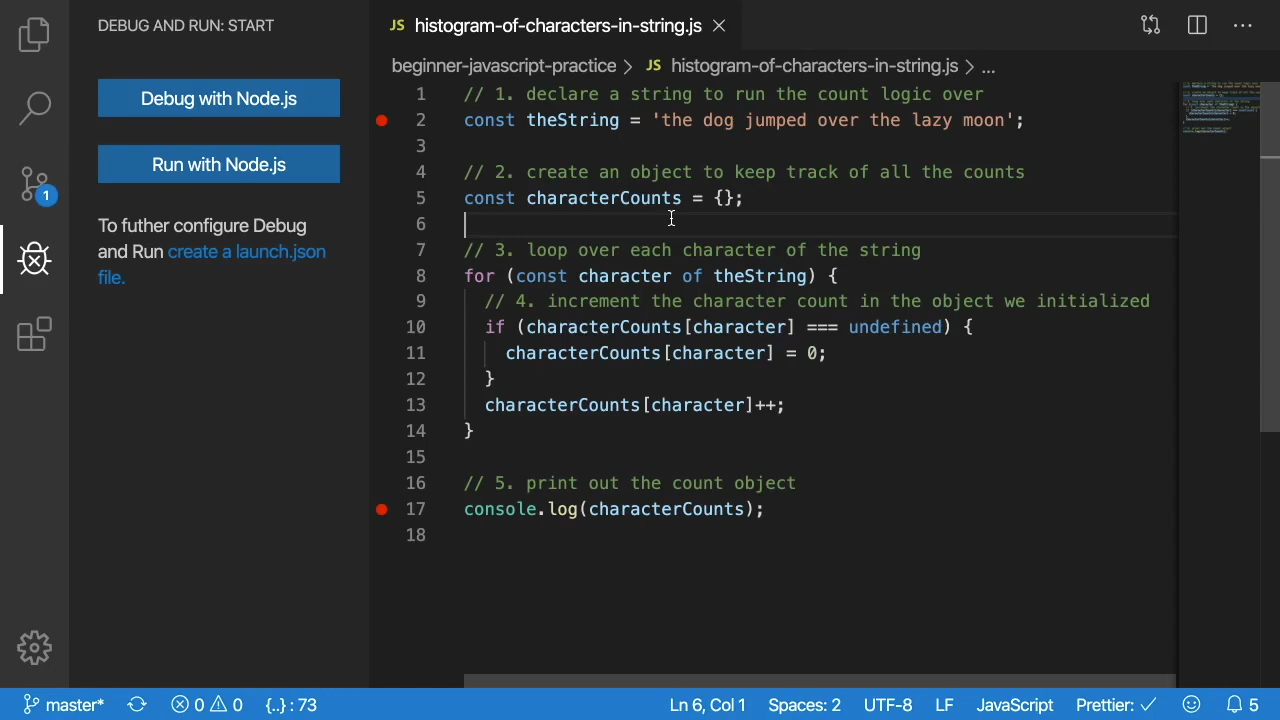 DEBUG AND RUN: START
JS histogram-of-characters-in-string.js
Debug with Node.js
Run with Node.js
To futher configure Debug
and Run create a launch.json
file.
1
beginner-javascript-practice > JS histogram-of-characters-in-string.js > ...
1 // 1. declare a string to run the count logic over
2 const theString = 'the dog jumped over the lazy moon';
3
4 // 2. create an object to keep track of all the counts
5 const characterCounts = {};
6
7 // 3. loop over each character of the string
8 for (const character of theString) {
9 // 4. increment the character count in the object we initialized
10 if (characterCounts[character] === undefined) {
11 characterCounts[character] = 0;
12 }
13 characterCounts[character]++;
14 }
15
16 // 5. print out the count object
17 console.log(characterCounts);
18
master* 0 0 {..} : 73 Ln 6, Col 1 Spaces: 2 UTF-8 LF JavaScript Prettier: ✓ 5